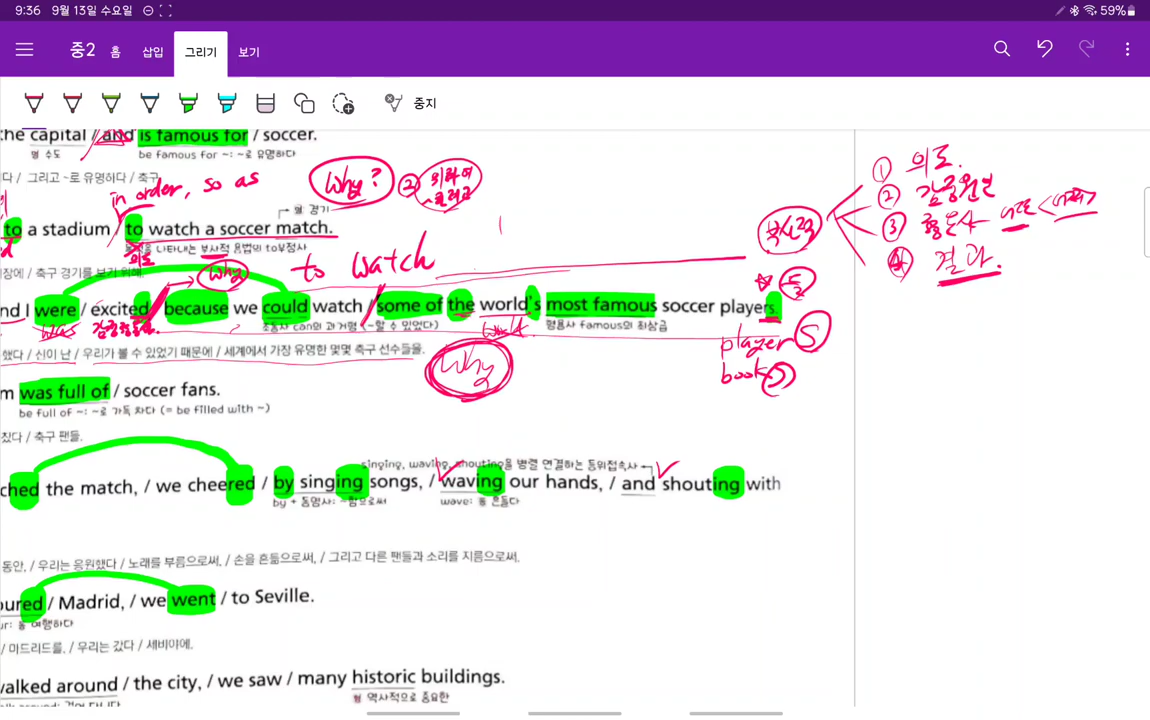 9:36 9월 13일 수요일 59%
중2 홈 삽입 그리기 보기
중지
the capital / and is famous for / soccer.
명 수도 be famous for ~: ~로 유명하다
다 / 그리고 ~로 유명하다 / 축구
in order, so as
Why?
②
명: 경기
to a stadium / to watch a soccer match.
나타내는 부사적 용법의 to부정사
장에 / 축구 경기를 보기 위해.
why
to watch
① 의도.
② 감정원인
③ 형용사
④ 결과.
nd I were / excited / because we could watch / some of the world's most famous soccer players.
was
조동사 can의 과거형 (~할 수 있었다)
형용사 famous의 최상급
했다 / 신이 난 / 우리가 볼 수 있었기 때문에 / 세계에서 가장 유명한 몇몇 축구 선수들을.
why
player S
book S
m was full of / soccer fans.
be full of ~: ~로 가득 차다 (= be filled with ~)
찼다 / 축구 팬들.
singing, waving, shouting을 병렬 연결하는 등위접속사
ched the match, / we cheered / by singing songs, / waving our hands, / and shouting with
by + 동명사: ~함으로써 wave: 동 흔들다
동안, / 우리는 응원했다 / 노래를 부름으로써, / 손을 흔듦으로써, / 그리고 다른 팬들과 소리를 지름으로써.
oured / Madrid, / we went / to Seville.
ur: 동 여행하다
/ 마드리드를, / 우리는 갔다 / 세비야에.
walked around / the city, / we saw / many historic buildings.
형 역사적으로 중요한